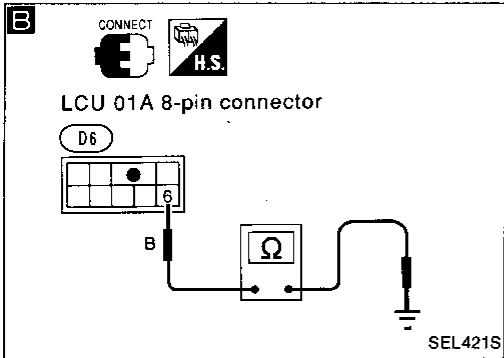 B
CONNECT
H.S.
LCU 01A 8-pin connector
D6
6
B
Ω
SEL421S